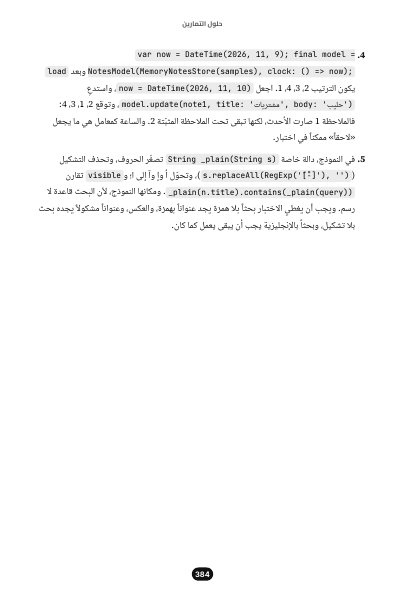 حلول التمارين
4. var now = DateTime(2026, 11, 9); final model =
NotesModel(MemoryNotesStore(samples), clock: () => now); وبعد load
يكون الترتيب 2، 3، 4، 1. اجعل now = DateTime(2026, 11, 10)، واستدعِ
model.update(note1, title: 'مشتريات', body: 'حليب')، وتوقع 2، 1، 3، 4:
فالملاحظة 1 صارت الأحدث، لكنها تبقى تحت الملاحظة المثبّتة 2. والساعة كمعامل هي ما يجعل
«لاحقاً» ممكناً في اختبار.
5. في النموذج، دالة خاصة String _plain(String s) تصغّر الحروف، وتحذف التشكيل
(s.replaceAll(RegExp('[ً-ْ]'), ''))، وتحوّل أ وإ وآ إلى ا؛ و visible تقارن
_plain(n.title).contains(_plain(query)). ومكانها النموذج، لأن البحث قاعدة لا
رسم. ويجب أن يغطي الاختبار بحثاً بلا همزة يجد عنواناً بهمزة، والعكس، وعنواناً مشكولاً يجده بحث
بلا تشكيل، وبحثاً بالإنجليزية يجب أن يبقى يعمل كما كان.
384